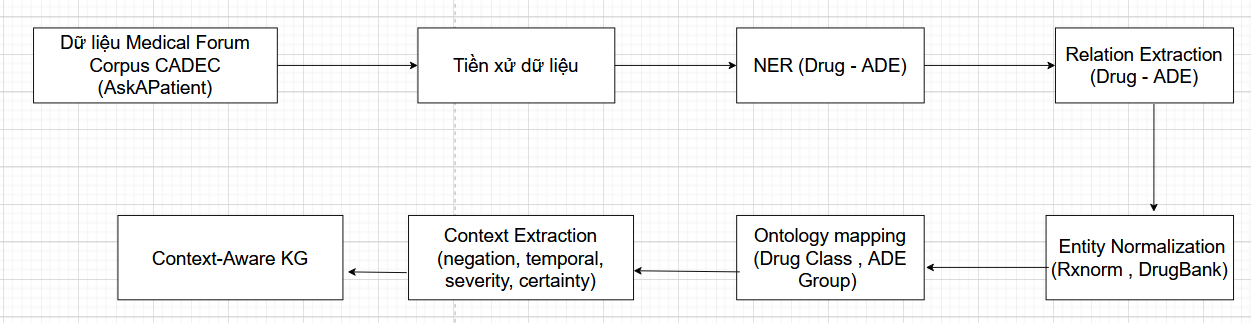 Dữ liệu Medical Forum
Corpus CADEC
(AskAPatient)
Tiền xử dữ liệu
NER (Drug - ADE)
Relation Extraction
(Drug - ADE)
Context-Aware KG
Context Extraction
(negation, temporal,
severity, certainty)
Ontology mapping
(Drug Class , ADE
Group)
Entity Normalization
(Rxnorm , DrugBank)